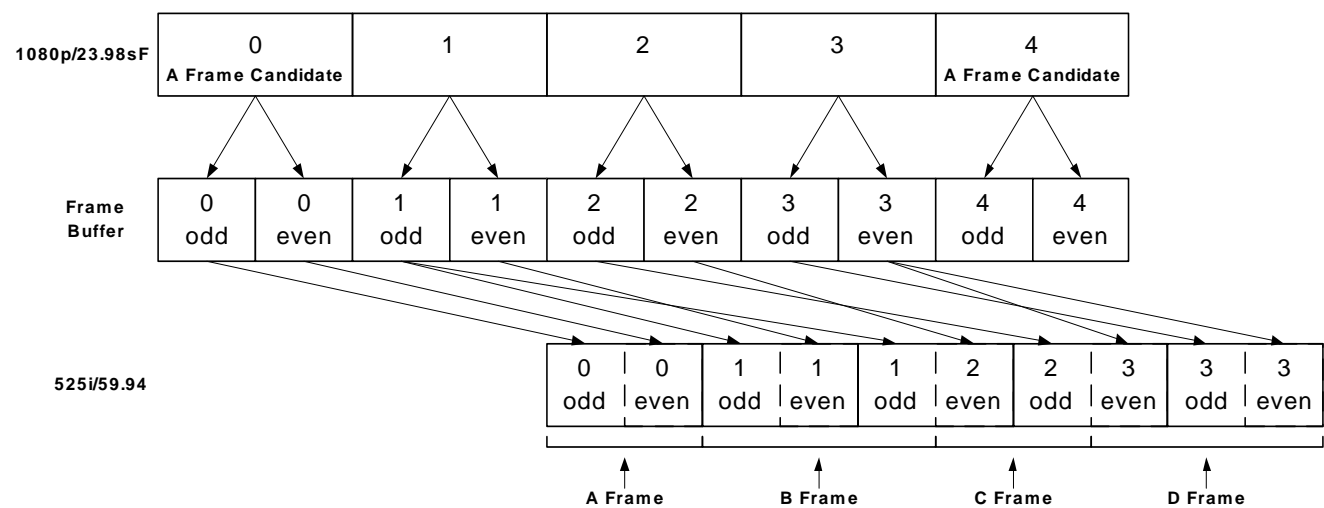 1080p/23.98sF
0 1 2 3 4
A Frame Candidate A Frame Candidate
Frame
Buffer
0 0 1 1 2 2 3 3 4 4
odd even odd even odd even odd even odd even
525i/59.94
0 0 1 1 1 2 2 3 3 3
odd even odd even odd even odd even odd even
A Frame B Frame C Frame D Frame